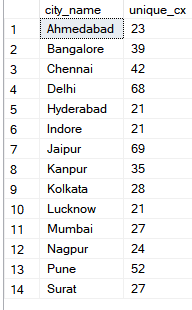 city_name unique_cx
1 Ahmedabad 23
2 Bangalore 39
3 Chennai 42
4 Delhi 68
5 Hyderabad 21
6 Indore 21
7 Jaipur 69
8 Kanpur 35
9 Kolkata 28
10 Lucknow 21
11 Mumbai 27
12 Nagpur 24
13 Pune 52
14 Surat 27